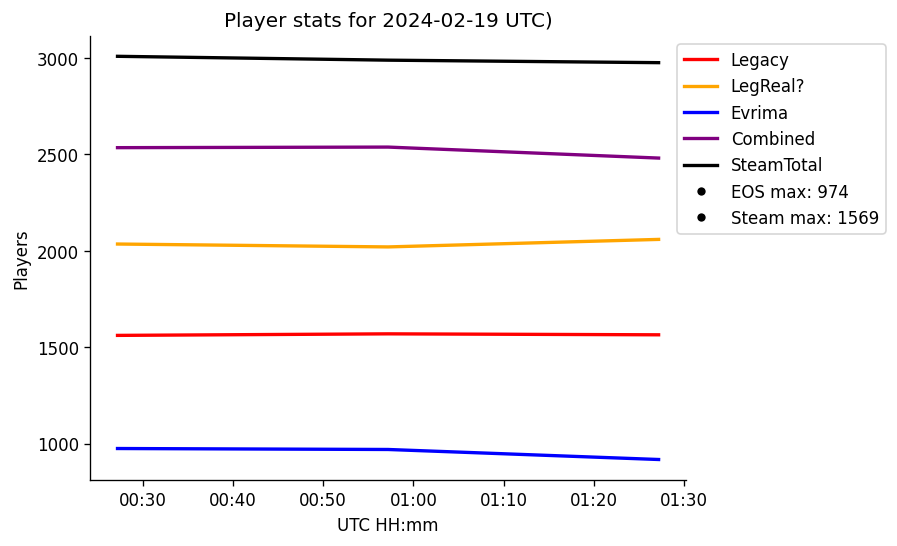 Player stats for 2024-02-19 UTC)
Legacy
LegReal?
Evrima
Combined
SteamTotal
EOS max: 974
Steam max: 1569
Players
3000
2500
2000
1500
1000
00:30 00:40 00:50 01:00 01:10 01:20 01:30
UTC HH:mm